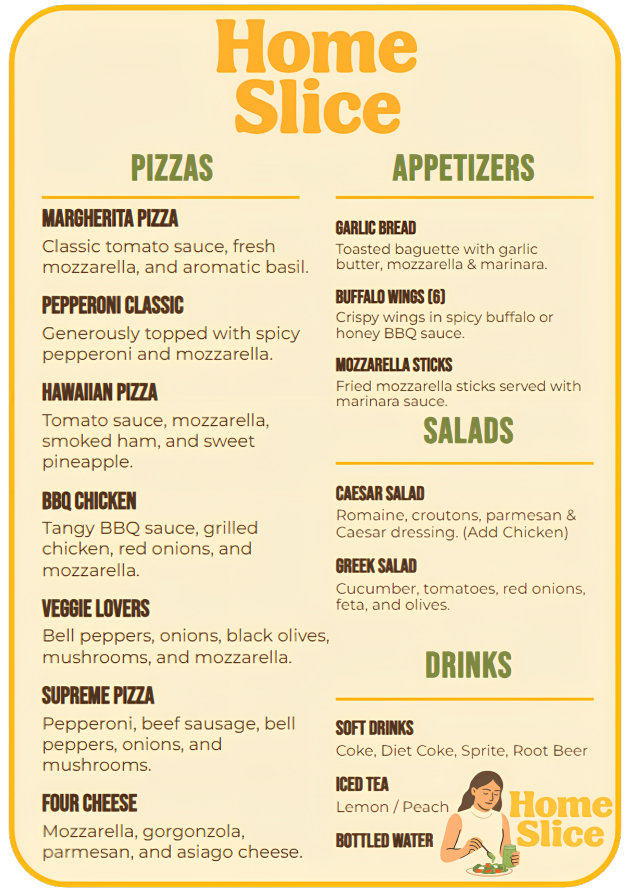 Home
Slice
PIZZAS
MARGHERITA PIZZA
Classic tomato sauce, fresh
mozzarella, and aromatic basil.
PEPPERONI CLASSIC
Generously topped with spicy
pepperoni and mozzarella.
HAWAIIAN PIZZA
Tomato sauce, mozzarella,
smoked ham, and sweet
pineapple.
BBQ CHICKEN
Tangy BBQ sauce, grilled
chicken, red onions, and
mozzarella.
VEGGIE LOVERS
Bell peppers, onions, black olives,
mushrooms, and mozzarella.
SUPREME PIZZA
Pepperoni, beef sausage, bell
peppers, onions, and
mushrooms.
FOUR CHEESE
Mozzarella, gorgonzola,
parmesan, and asiago cheese.
APPETIZERS
GARLIC BREAD
Toasted baguette with garlic
butter, mozzarella & marinara.
BUFFALO WINGS (6)
Crispy wings in spicy buffalo or
honey BBQ sauce.
MOZZARELLA STICKS
Fried mozzarella sticks served with
marinara sauce.
SALADS
CAESAR SALAD
Romaine, croutons, parmesan &
Caesar dressing. (Add Chicken)
GREEK SALAD
Cucumber, tomatoes, red onions,
feta, and olives.
DRINKS
SOFT DRINKS
Coke, Diet Coke, Sprite, Root Beer
ICED TEA
Lemon / Peach
BOTTLED WATER
Home
Slice